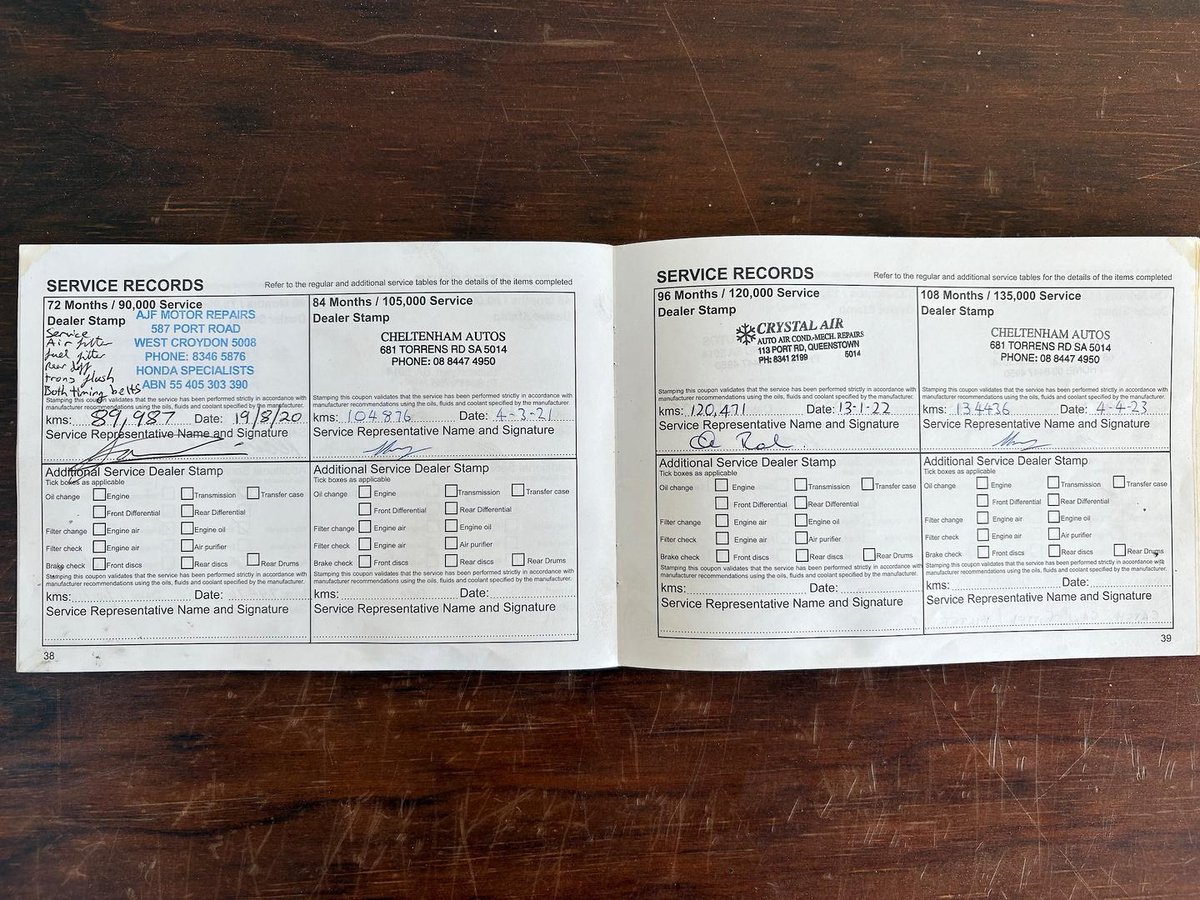 SERVICE RECORDS
Refer to the regular and additional service tables for the details of the items completed
72 Months / 90,000 Service
Dealer Stamp
AJF MOTOR REPAIRS
587 PORT ROAD
WEST CROYDON 5008
PHONE: 8346 5876
HONDA SPECIALISTS
ABN 55 405 303 390
Service
Air filter
fuel filter
Rear diff
trans flush
Both timing belts
Stamping this coupon validates that the service has been performed strictly in accordance with
manufacturer recommendations using the oils, fluids and coolant specified by the manufacturer.
kms: 89,987 Date: 19/8/20
Service Representative Name and Signature
Additional Service Dealer Stamp
Tick boxes as applicable
Oil change Engine Transmission Transfer case
Front Differential Rear Differential
Filter change Engine air Engine oil
Filter check Engine air Air purifier
Brake check Front discs Rear discs Rear Drums
Stamping this coupon validates that the service has been performed strictly in accordance with
manufacturer recommendations using the oils, fluids and coolant specified by the manufacturer.
kms: Date:
Service Representative Name and Signature
38
84 Months / 105,000 Service
Dealer Stamp
CHELTENHAM AUTOS
681 TORRENS RD SA 5014
PHONE: 08 8447 4950
Stamping this coupon validates that the service has been performed strictly in accordance with
manufacturer recommendations using the oils, fluids and coolant specified by the manufacturer.
kms: 104876 Date: 4-3-21
Service Representative Name and Signature
Additional Service Dealer Stamp
Tick boxes as applicable
Oil change Engine Transmission Transfer case
Front Differential Rear Differential
Filter change Engine air Engine oil
Filter check Engine air Air purifier
Brake check Front discs Rear discs Rear Drums
Stamping this coupon validates that the service has been performed strictly in accordance with
manufacturer recommendations using the oils, fluids and coolant specified by the manufacturer.
kms: Date:
Service Representative Name and Signature
SERVICE RECORDS
Refer to the regular and additional service tables for the details of the items completed
96 Months / 120,000 Service
Dealer Stamp
CRYSTAL AIR
AUTO AIR COND.-MECH. REPAIRS
113 PORT RD, QUEENSTOWN
PH: 8341 2199 5014
Stamping this coupon validates that the service has been performed strictly in accordance with
manufacturer recommendations using the oils, fluids and coolant specified by the manufacturer.
kms: 120,471 Date: 13-1-22
Service Representative Name and Signature
Additional Service Dealer Stamp
Tick boxes as applicable
Oil change Engine Transmission Transfer case
Front Differential Rear Differential
Filter change Engine air Engine oil
Filter check Engine air Air purifier
Brake check Front discs Rear discs Rear Drums
Stamping this coupon validates that the service has been performed strictly in accordance with
manufacturer recommendations using the oils, fluids and coolant specified by the manufacturer.
kms: Date:
Service Representative Name and Signature
108 Months / 135,000 Service
Dealer Stamp
CHELTENHAM AUTOS
681 TORRENS RD SA 5014
PHONE: 08 8447 4950
Stamping this coupon validates that the service has been performed strictly in accordance with
manufacturer recommendations using the oils, fluids and coolant specified by the manufacturer.
kms: 134436 Date: 4-4-23
Service Representative Name and Signature
Additional Service Dealer Stamp
Tick boxes as applicable
Oil change Engine Transmission Transfer case
Front Differential Rear Differential
Filter change Engine air Engine oil
Filter check Engine air Air purifier
Brake check Front discs Rear discs Rear Drums
Stamping this coupon validates that the service has been performed strictly in accordance with
manufacturer recommendations using the oils, fluids and coolant specified by the manufacturer.
kms: Date:
Service Representative Name and Signature
39